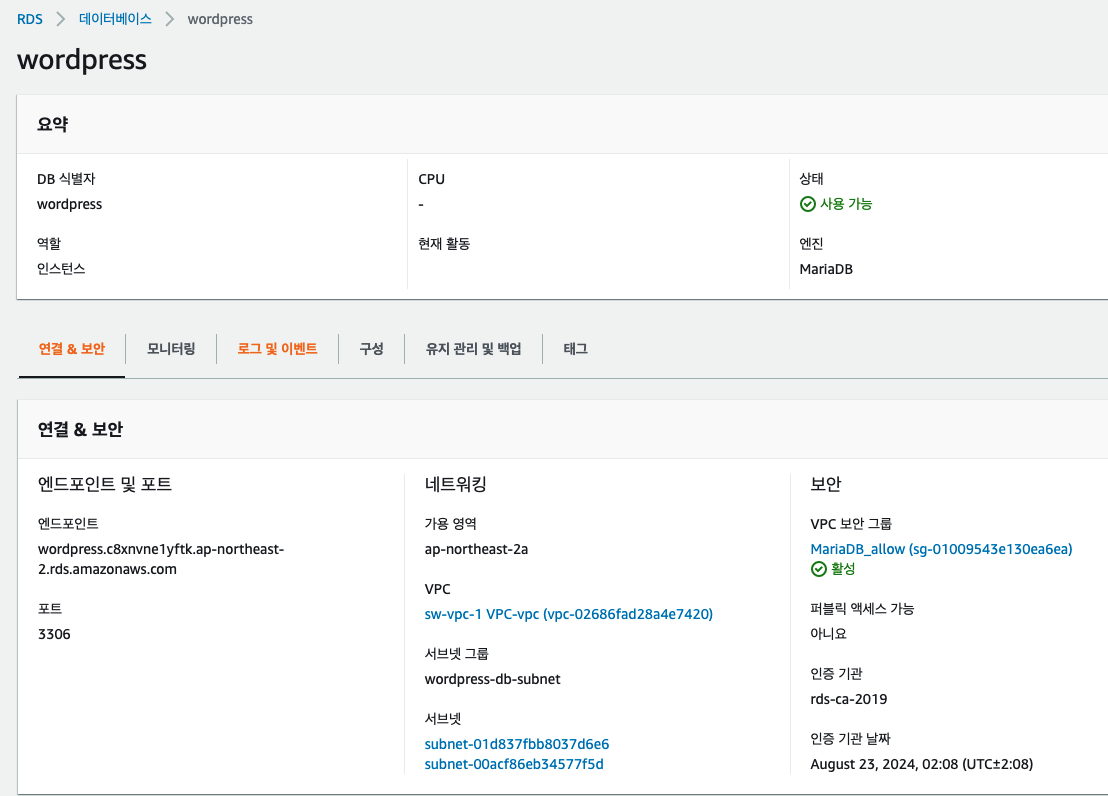 RDS > 데이터베이스 > wordpress
wordpress
요약
DB 식별자
wordpress
CPU
-
상태
사용 가능
역할
인스턴스
현재 활동
엔진
MariaDB
연결 & 보안
모니터링
로그 및 이벤트
구성
유지 관리 및 백업
태그
연결 & 보안
엔드포인트 및 포트
엔드포인트
wordpress.c8xnvne1yftk.ap-northeast-
2.rds.amazonaws.com
포트
3306
네트워킹
가용 영역
ap-northeast-2a
VPC
sw-vpc-1 VPC-vpc (vpc-02686fad28a4e7420)
서브넷 그룹
wordpress-db-subnet
서브넷
subnet-01d837fbb8037d6e6
subnet-00acf86eb34577f5d
보안
VPC 보안 그룹
MariaDB_allow (sg-01009543e130ea6ea)
활성
퍼블릭 액세스 가능
아니요
인증 기관
rds-ca-2019
인증 기관 날짜
August 23, 2024, 02:08 (UTC±2:08)